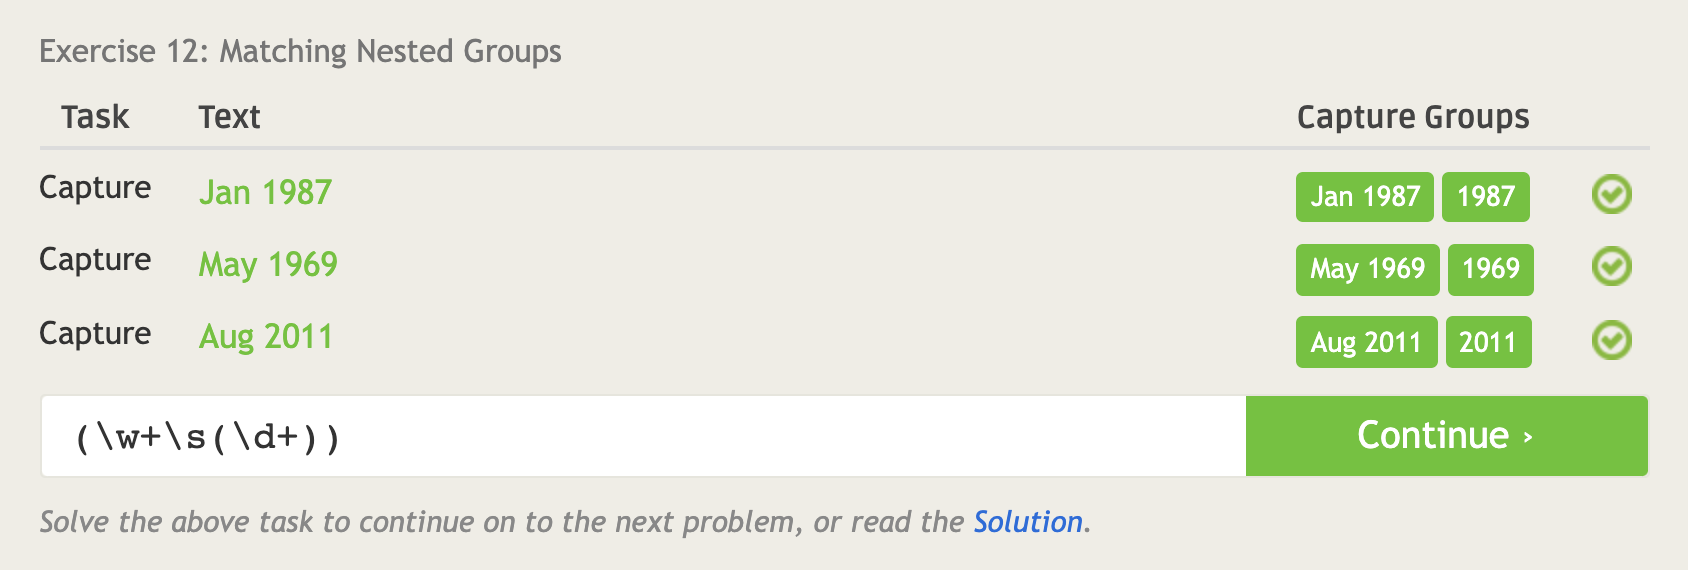 Exercise 12: Matching Nested Groups
Task Text Capture Groups
Capture Jan 1987 Jan 1987 1987
Capture May 1969 May 1969 1969
Capture Aug 2011 Aug 2011 2011
(\w+\s(\d+)) Continue ›
Solve the above task to continue on to the next problem, or read the Solution.